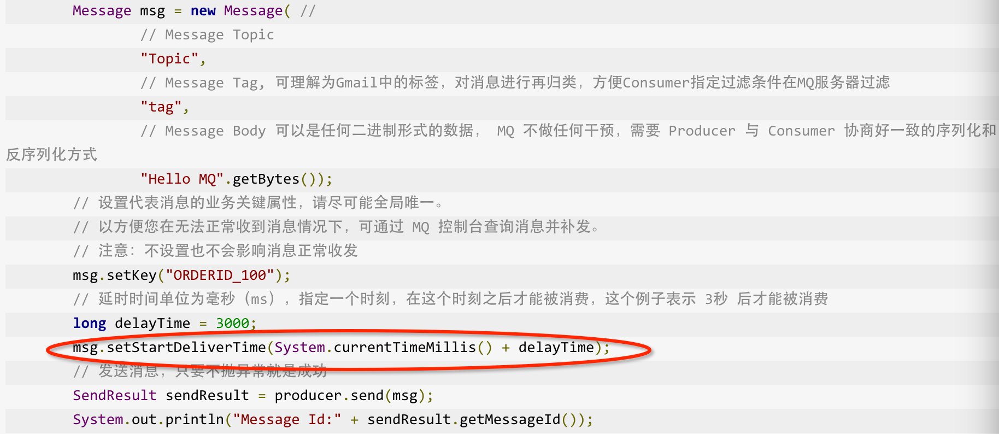 Message msg = new Message( //
// Message Topic
"Topic",
// Message Tag, 可理解为Gmail中的标签，对消息进行再归类，方便Consumer指定过滤条件在MQ服务器过滤
"tag",
// Message Body 可以是任何二进制形式的数据， MQ 不做任何干预，需要 Producer 与 Consumer 协商好一致的序列化和
反序列化方式
"Hello MQ".getBytes());
// 设置代表消息的业务关键属性，请尽可能全局唯一。
// 以方便您在无法正常收到消息情况下，可通过 MQ 控制台查询消息并补发。
// 注意：不设置也不会影响消息正常收发
msg.setKey("ORDERID_100");
// 延时时间单位为毫秒（ms），指定一个时刻，在这个时刻之后才能被消费，这个例子表示 3秒 后才能被消费
long delayTime = 3000;
msg.setStartDeliverTime(System.currentTimeMillis() + delayTime);
// 发送消息，只要不抛异常就是成功
SendResult sendResult = producer.send(msg);
System.out.println("Message Id:" + sendResult.getMessageId());